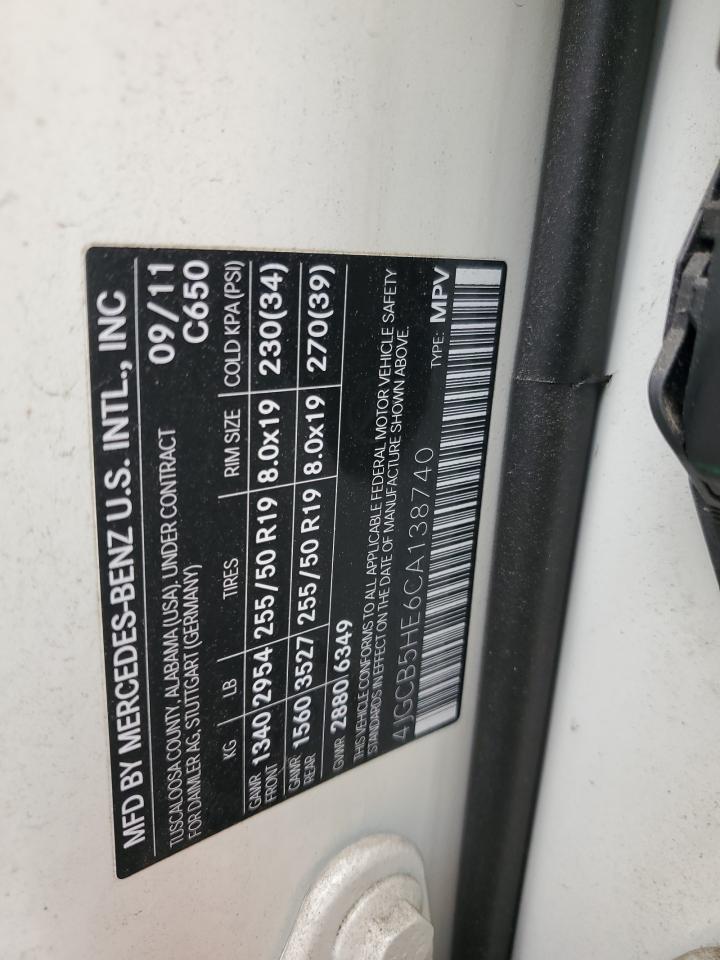 MFD BY MERCEDES-BENZ U.S. INTL., INC
TUSCALOOSA COUNTY, ALABAMA (USA). UNDER CONTRACT 09/11
FOR DAIMLER AG, STUTTGART (GERMANY) C650
KG LB TIRES RIM SIZE COLD KPA (PSI)
GAWR FRONT 1340 2954 255/50 R19 8.0x19 230(34)
GAWR REAR 1560 3527 255/50 R19 8.0x19 270(39)
GVWR 2880 6349
THIS VEHICLE CONFORMS TO ALL APPLICABLE FEDERAL MOTOR VEHICLE SAFETY
STANDARDS IN EFFECT ON THE DATE OF MANUFACTURE SHOWN ABOVE.
4JGCB5HE6CA138740 TYPE: MPV